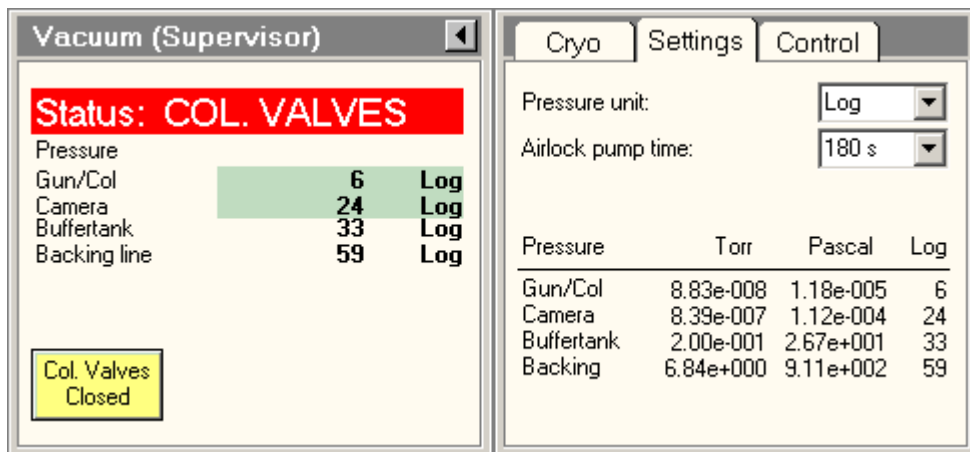 Vacuum (Supervisor)
Status: COL. VALVES
Pressure
Gun/Col 6 Log
Camera 24 Log
Buffertank 33 Log
Backing line 59 Log
Col. Valves
Closed
Cryo Settings Control
Pressure unit: Log
Airlock pump time: 180 s
Pressure Torr Pascal Log
Gun/Col 8.83e-008 1.18e-005 6
Camera 8.39e-007 1.12e-004 24
Buffertank 2.00e-001 2.67e+001 33
Backing 6.84e+000 9.11e+002 59